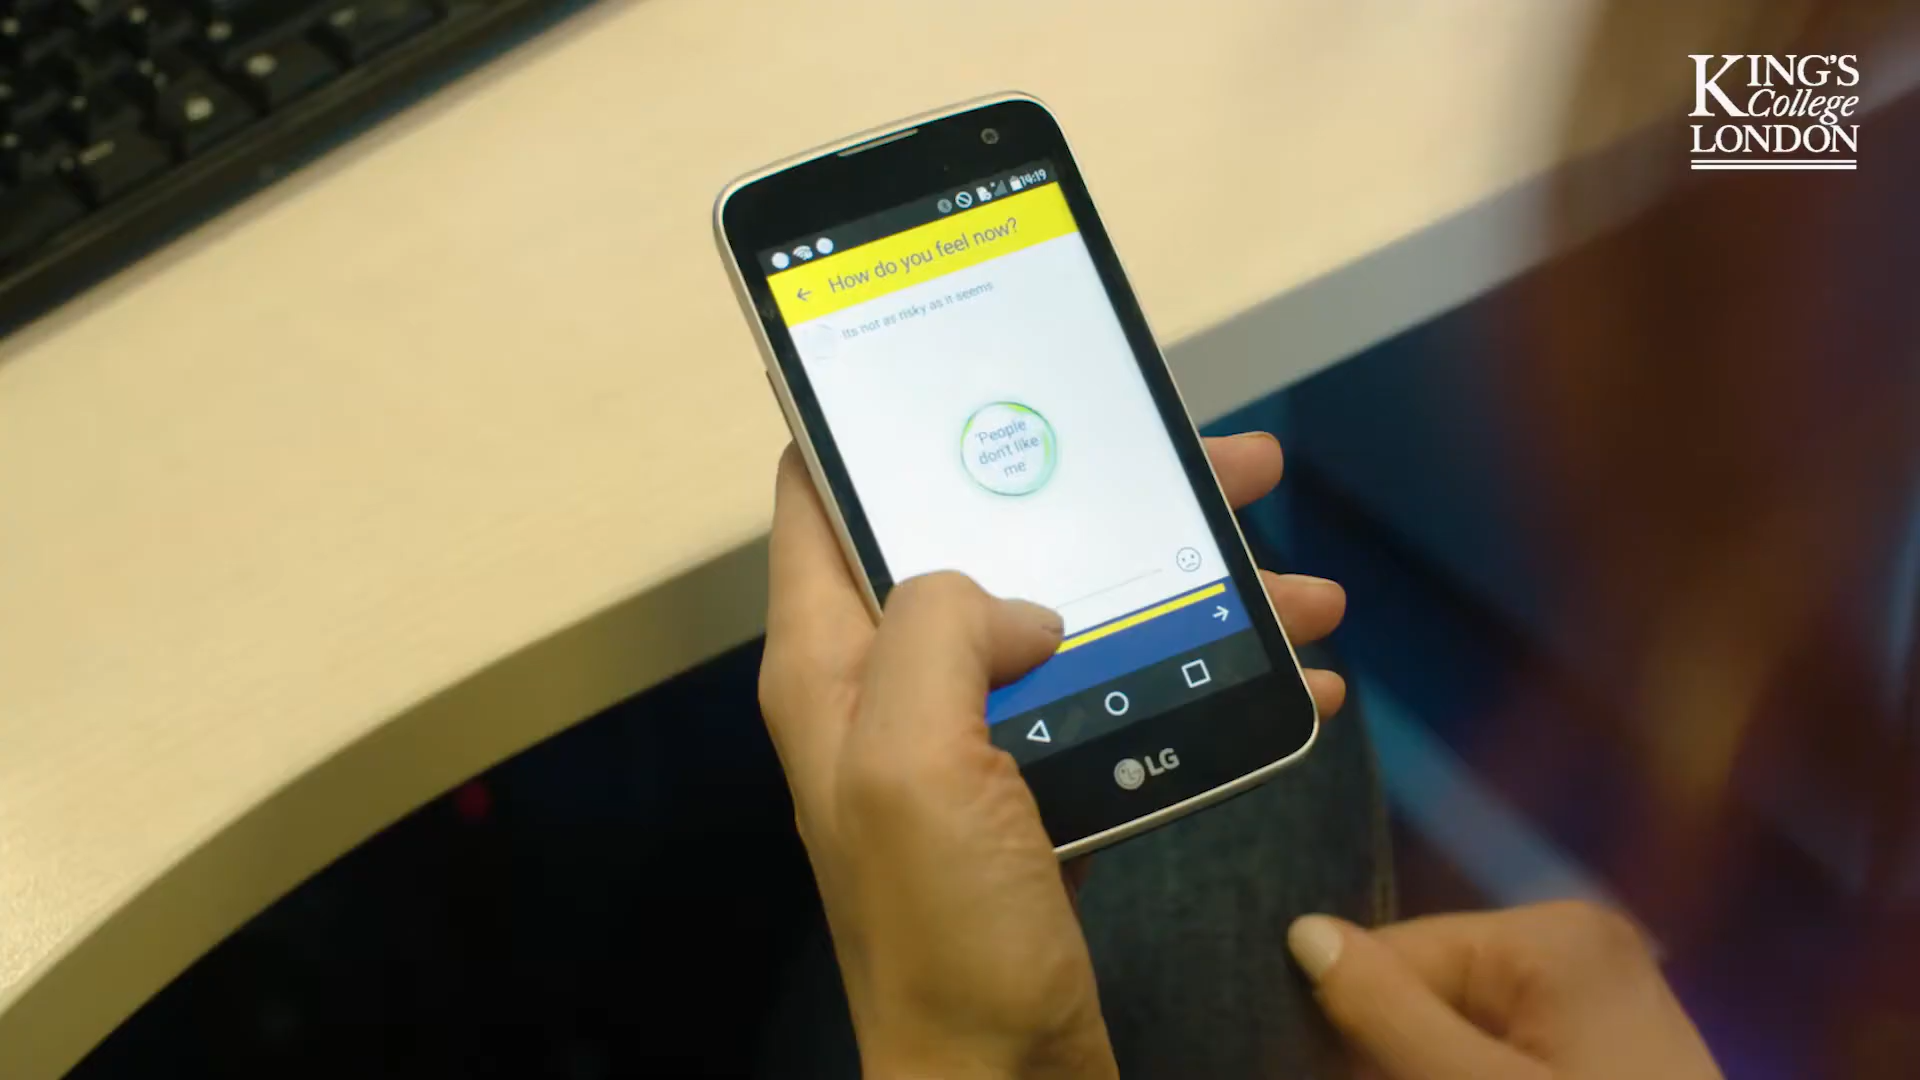 KING'S
College
LONDON
14:19
How do you feel now?
Its not as risky as it seems
'People
don't like
me'
LG